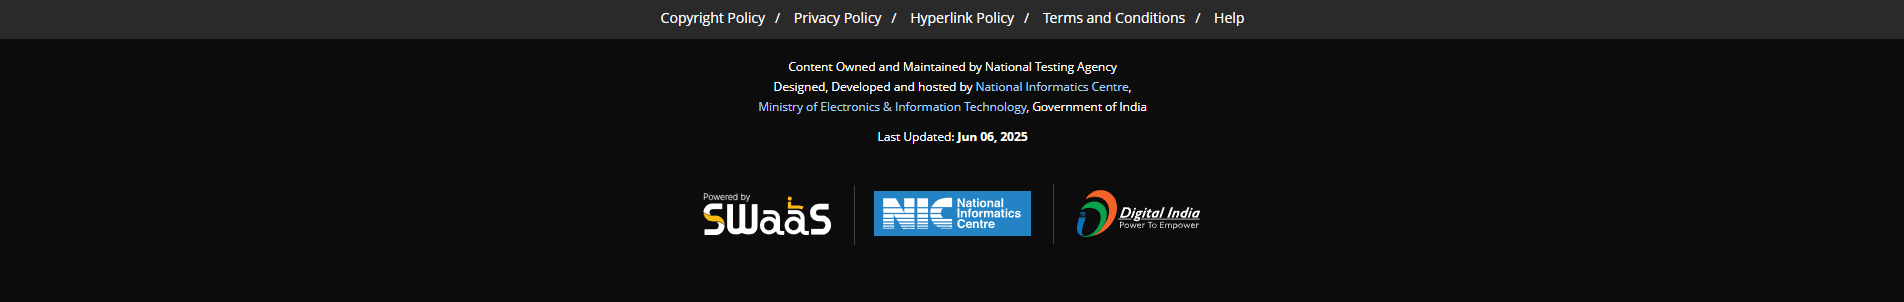 Copyright Policy / Privacy Policy / Hyperlink Policy / Terms and Conditions / Help
Content Owned and Maintained by National Testing Agency
Designed, Developed and hosted by National Informatics Centre,
Ministry of Electronics & Information Technology, Government of India
Last Updated: Jun 06, 2025
Powered by
SWaaS
NIC National
Informatics
Centre
Digital India
Power To Empower